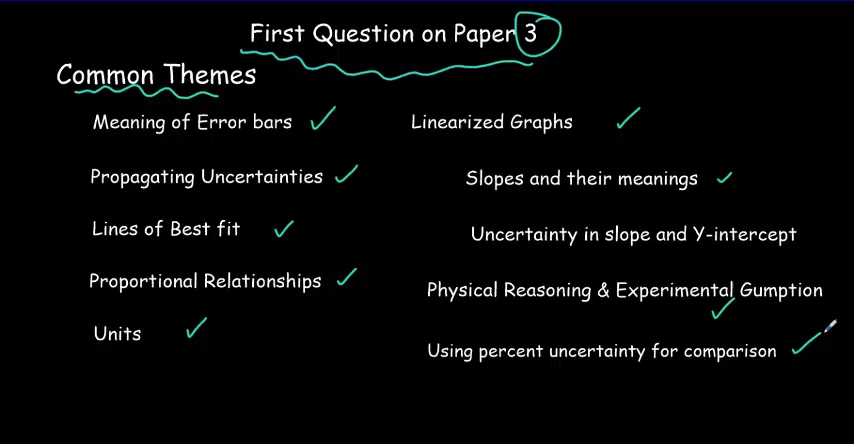 First Question on Paper 3
Common Themes
Meaning of Error bars
Propagating Uncertainties
Lines of Best fit
Proportional Relationships
Units
Linearized Graphs
Slopes and their meanings
Uncertainty in slope and Y-intercept
Physical Reasoning & Experimental Gumption
Using percent uncertainty for comparison